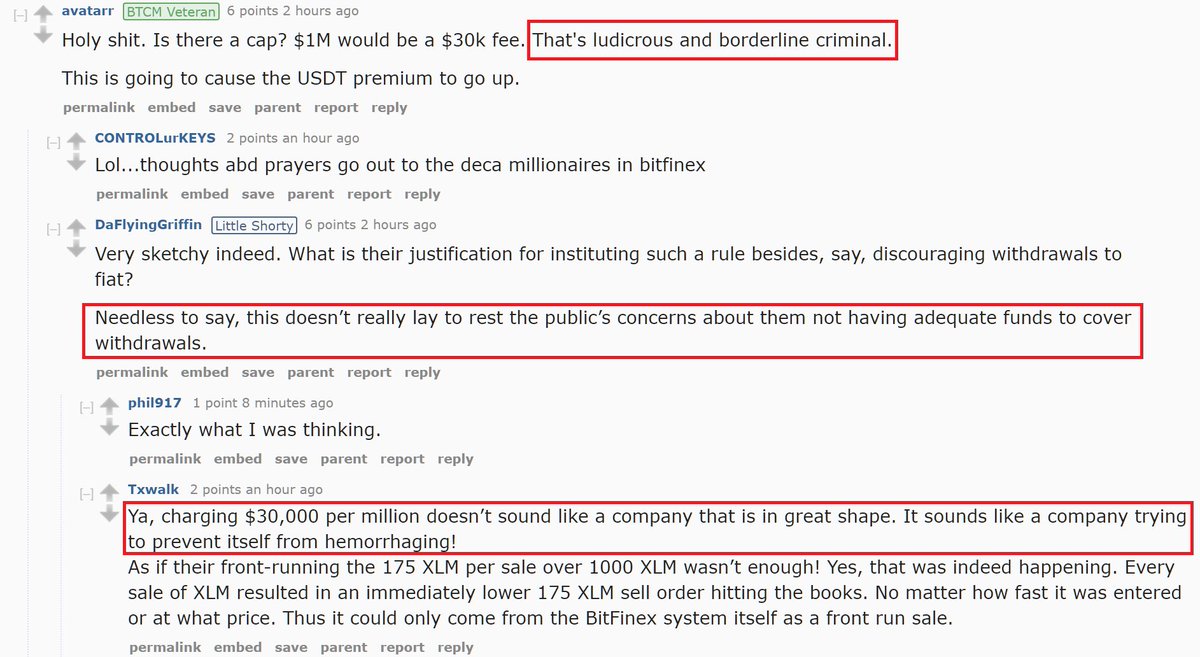 [–] avatarr BTCM Veteran 6 points 2 hours ago
Holy shit. Is there a cap? $1M would be a $30k fee. That's ludicrous and borderline criminal.
This is going to cause the USDT premium to go up.
permalink embed save parent report reply
[–] CONTROLurKEYS 2 points an hour ago
Lol...thoughts abd prayers go out to the deca millionaires in bitfinex
permalink embed save parent report reply
[–] DaFlyingGriffin Little Shorty 6 points 2 hours ago
Very sketchy indeed. What is their justification for instituting such a rule besides, say, discouraging withdrawals to
fiat?
Needless to say, this doesn’t really lay to rest the public’s concerns about them not having adequate funds to cover
withdrawals.
permalink embed save parent report reply
[–] phil917 1 point 8 minutes ago
Exactly what I was thinking.
permalink embed save parent report reply
[–] Txwalk 2 points an hour ago
Ya, charging $30,000 per million doesn’t sound like a company that is in great shape. It sounds like a company trying
to prevent itself from hemorrhaging!
As if their front-running the 175 XLM per sale over 1000 XLM wasn’t enough! Yes, that was indeed happening. Every
sale of XLM resulted in an immediately lower 175 XLM sell order hitting the books. No matter how fast it was entered
or at what price. Thus it could only come from the BitFinex system itself as a front run sale.
permalink embed save parent report reply